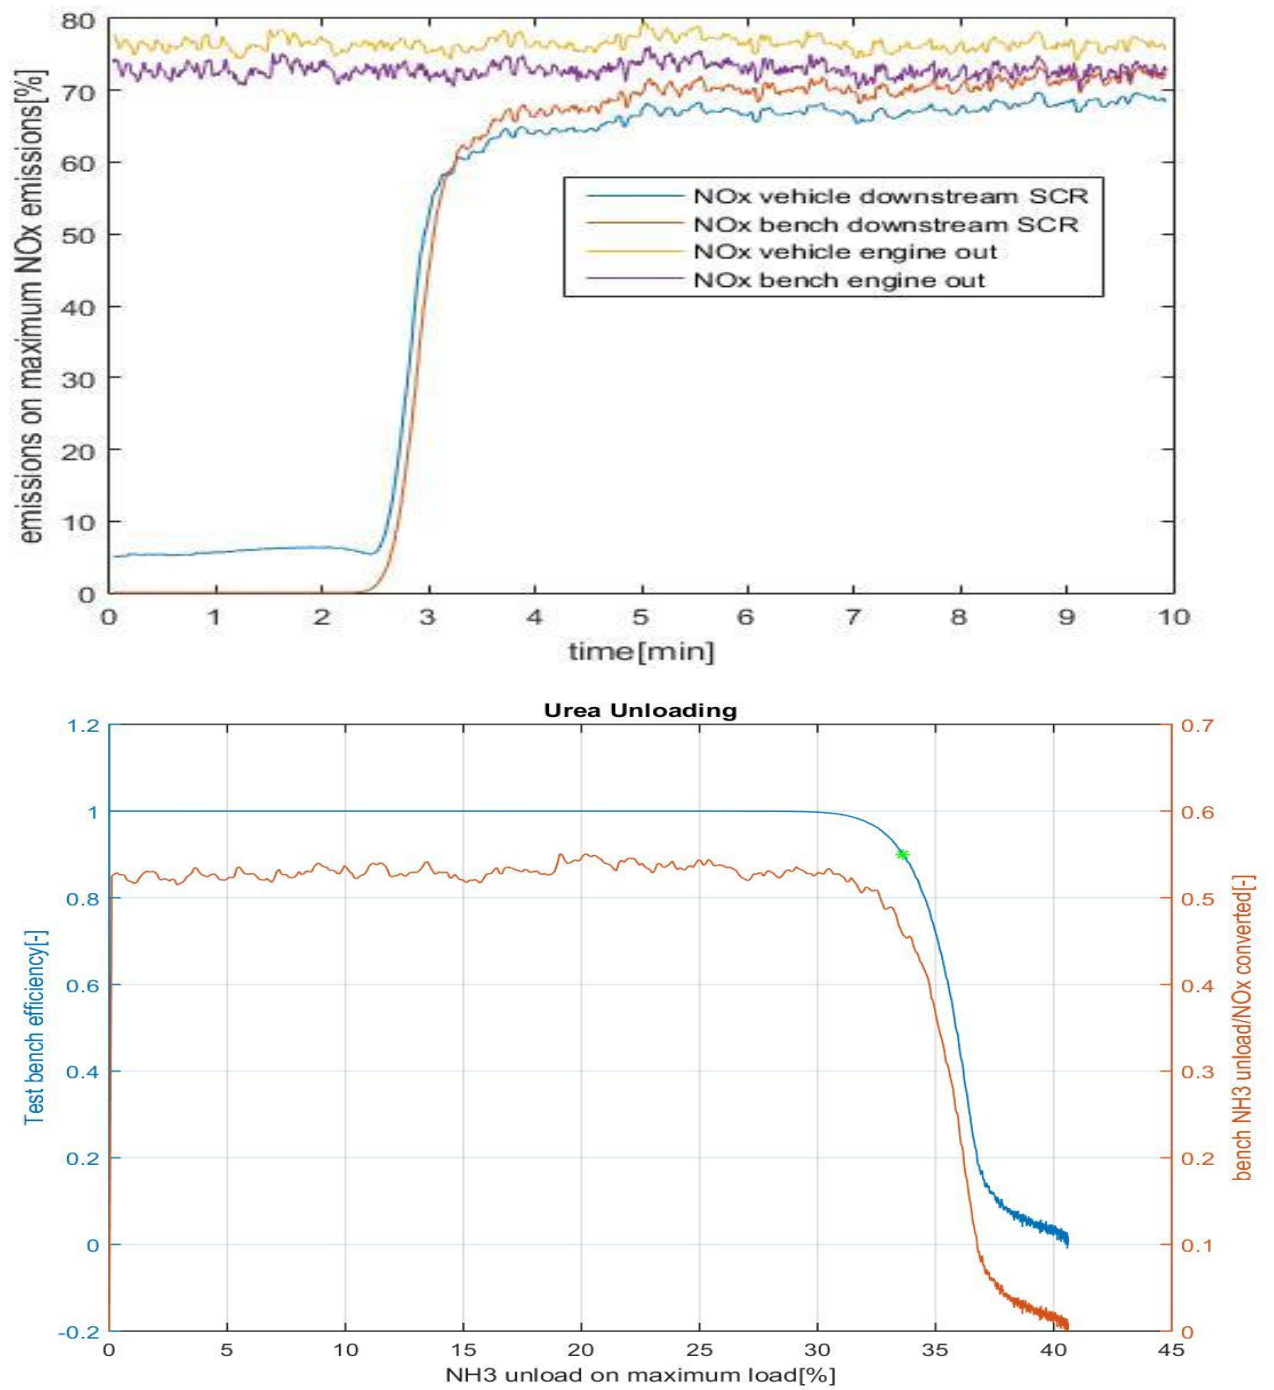 80
70
60
50
40
30
20
10
0
emissions on maximum NOx emissions[%]
NOx vehicle downstream SCR
NOx bench downstream SCR
NOx vehicle engine out
NOx bench engine out
0 1 2 3 4 5 6 7 8 9 10
time[min]
Urea Unloading
1.2
1
0.8
0.6
0.4
0.2
0
-0.2
Test bench efficiency[-]
0.7
0.6
0.5
0.4
0.3
0.2
0.1
0
bench NH3 unload/NOx converted[-]
0 5 10 15 20 25 30 35 40 45
NH3 unload on maximum load[%]